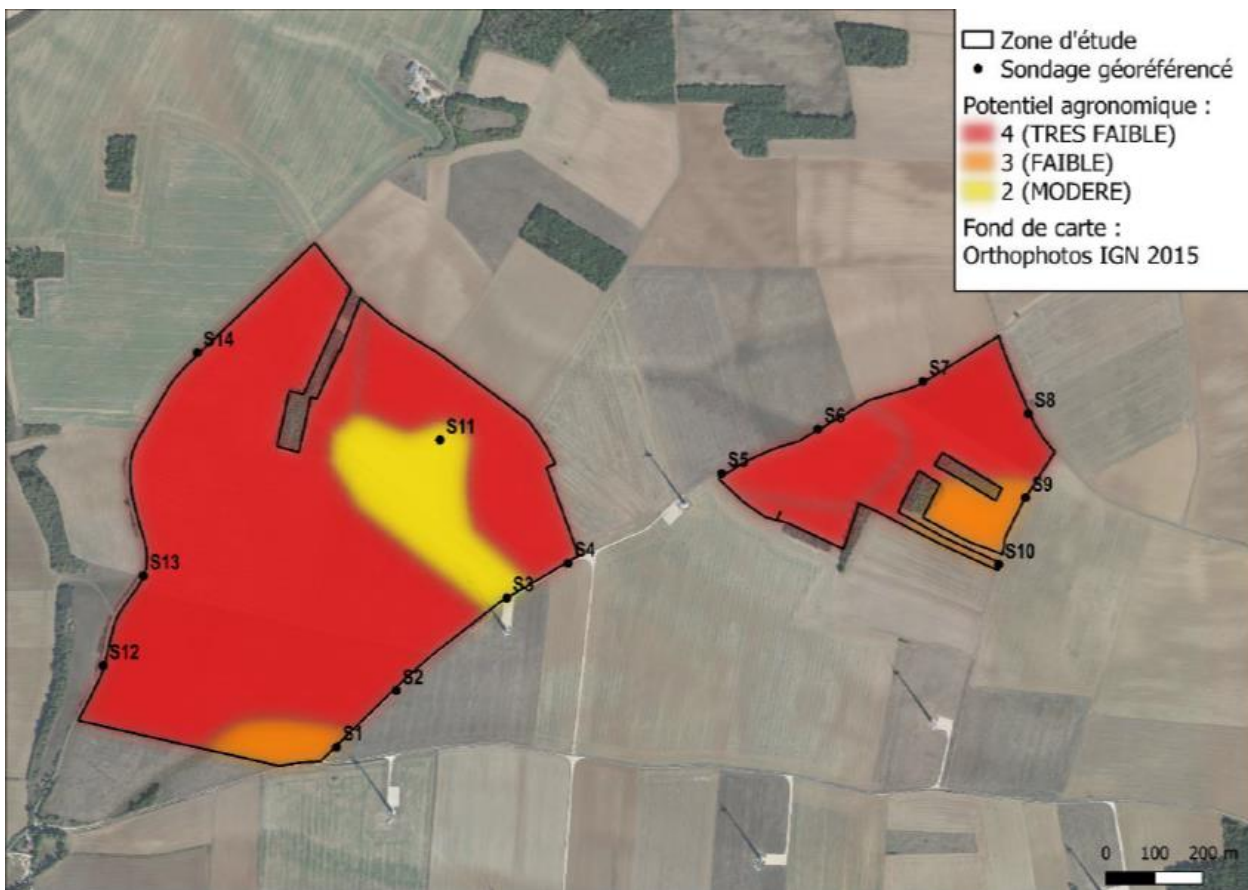 Zone d'étude
Sondage géoréférencé
Potentiel agronomique :
4 (TRES FAIBLE)
3 (FAIBLE)
2 (MODERE)
Fond de carte :
Orthophotos IGN 2015
S14
S7
S8
S6
S11
S5
S9
S4
S10
S13
S3
S12
S2
S1
0 100 200 m